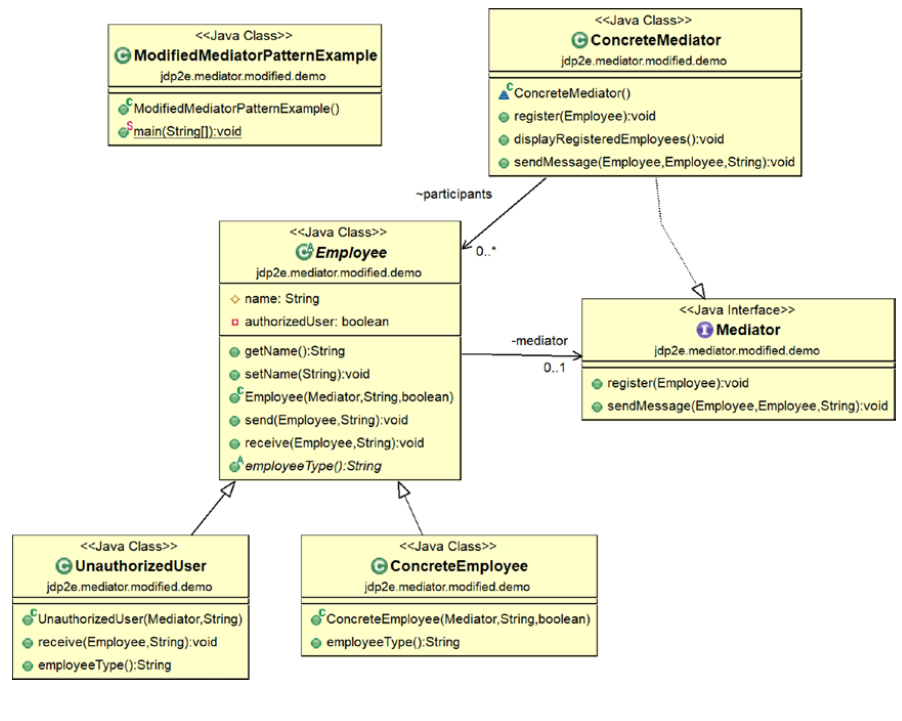 <<Java Class>>
ModifiedMediatorPatternExample
jdp2e.mediator.modified.demo
ModifiedMediatorPatternExample()
main(String[]):void
<<Java Class>>
ConcreteMediator
jdp2e.mediator.modified.demo
ConcreteMediator()
register(Employee):void
displayRegisteredEmployees():void
sendMessage(Employee,Employee,String):void
~participants
0..*
<<Java Class>>
Employee
jdp2e.mediator.modified.demo
name: String
authorizedUser: boolean
getName():String
setName(String):void
Employee(Mediator,String,boolean)
send(Employee,String):void
receive(Employee,String):void
employeeType():String
-mediator
0..1
<<Java Interface>>
Mediator
jdp2e.mediator.modified.demo
register(Employee):void
sendMessage(Employee,Employee,String):void
<<Java Class>>
UnauthorizedUser
jdp2e.mediator.modified.demo
UnauthorizedUser(Mediator,String)
receive(Employee,String):void
employeeType():String
<<Java Class>>
ConcreteEmployee
jdp2e.mediator.modified.demo
ConcreteEmployee(Mediator,String,boolean)
employeeType():String